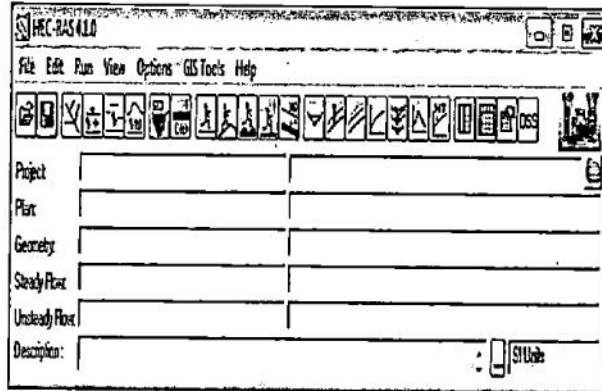 HEC-RAS 4.1.0
File Edit Run View Options GIS Tools Help
DSS
Project:
Plan:
Geometry:
Steady Flow:
Unsteady Flow:
Description:
SI Units